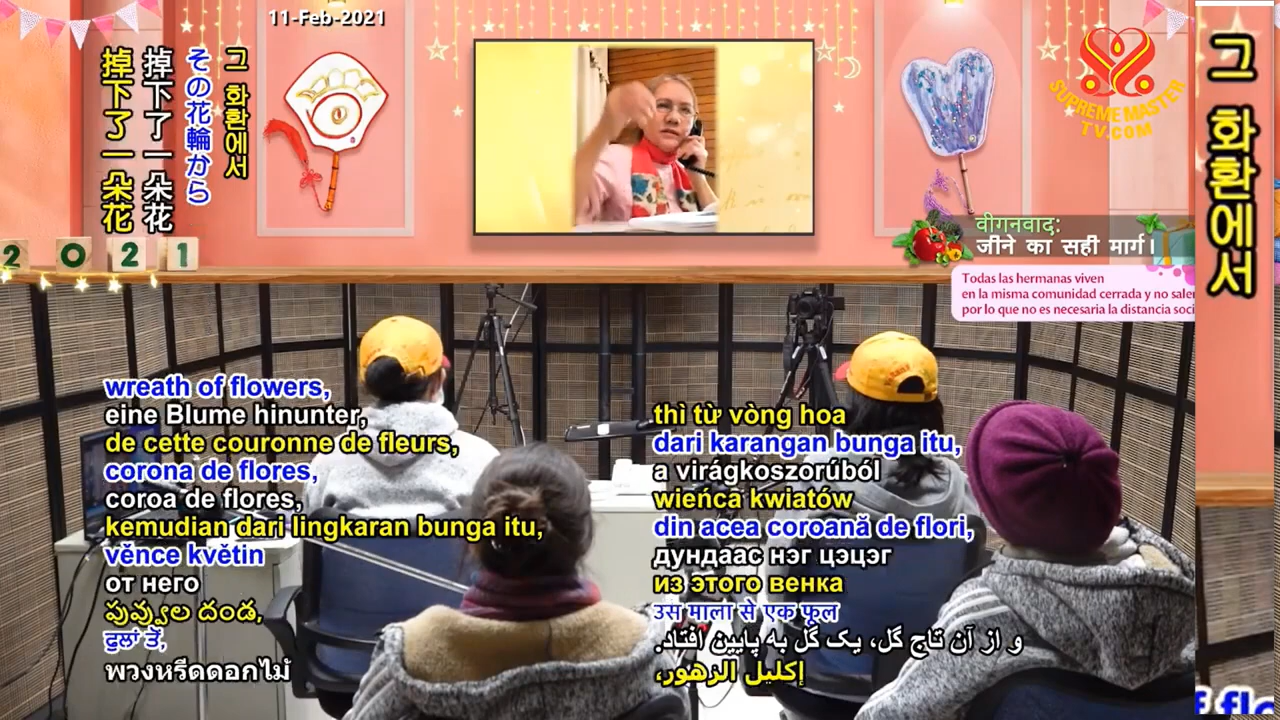 11-Feb-2021
그 화환에서
その花輪から
掉下了一朵花
掉下了一朵花
SUPREME MASTER
TV.COM
그 화환에서
2021
वीगनवाद:
जीने का सही मार्ग।
Todas las hermanas viven
en la misma comunidad cerrada y no
por lo que no es necesaria la distancia
wreath of flowers,
eine Blume hinunter,
de cette couronne de fleurs,
corona de flores,
coroa de flores,
kemudian dari lingkaran bunga itu,
věnce květin
от него
పువ్వుల దండ,
ਫੁਲਾਂ ਤੋਂ,
พวงหรีดดอกไม้
thì từ vòng hoa
dari karangan bunga itu,
a virágkoszorúból
wieńca kwiatów
din acea coroană de flori,
дундаас нэг цэцэг
из этого венка
उस माला से एक फूल
و از آن تاج گل، یک گل به پایین افتاد.
إكليل الزهور،